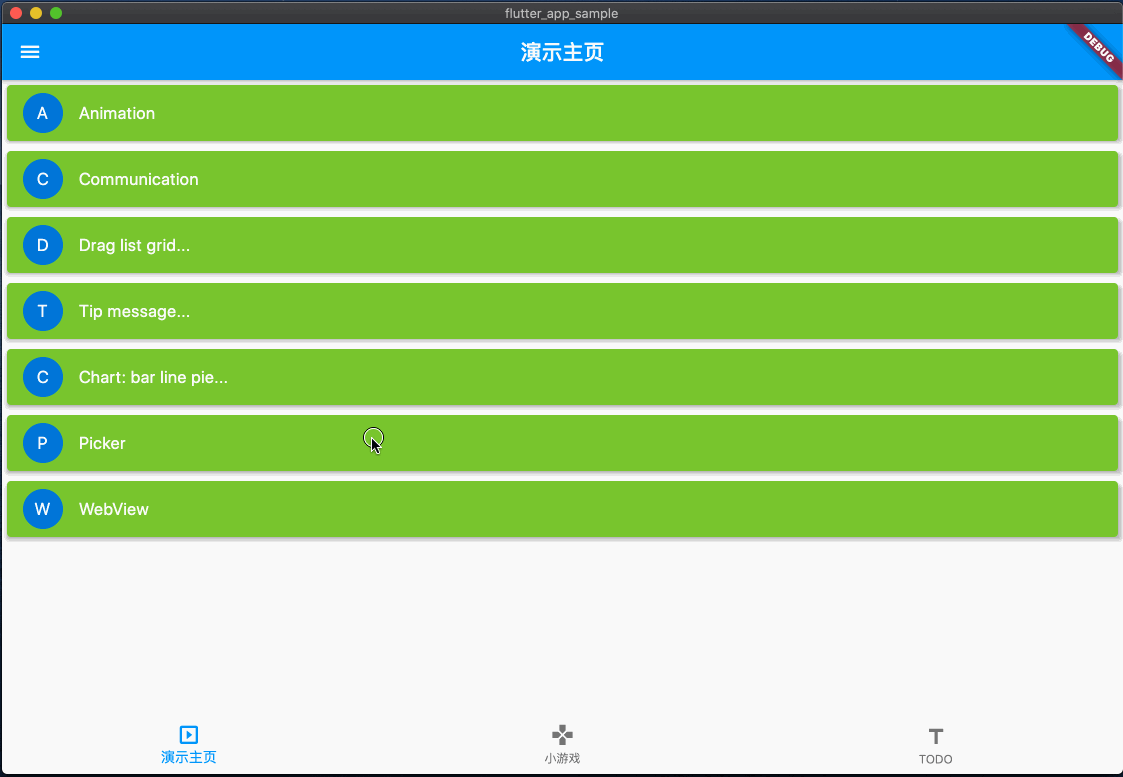 flutter_app_sample
演示主页
DEBUG
A Animation
C Communication
D Drag list grid...
T Tip message...
C Chart: bar line pie...
P Picker
W WebView
演示主页
小游戏
T
TODO